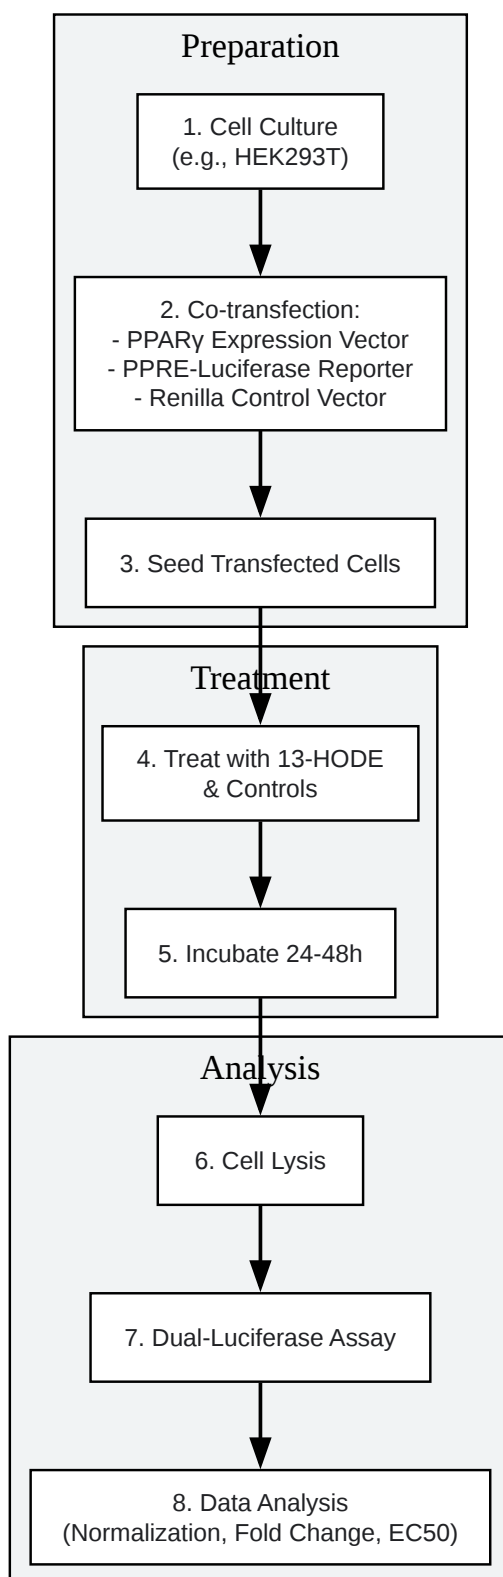 Preparation
1. Cell Culture
(e.g., HEK293T)
2. Co-transfection:
- PPARγ Expression Vector
- PPRE-Luciferase Reporter
- Renilla Control Vector
3. Seed Transfected Cells
Treatment
4. Treat with 13-HODE
& Controls
5. Incubate 24-48h
Analysis
6. Cell Lysis
7. Dual-Luciferase Assay
8. Data Analysis
(Normalization, Fold Change, EC50)